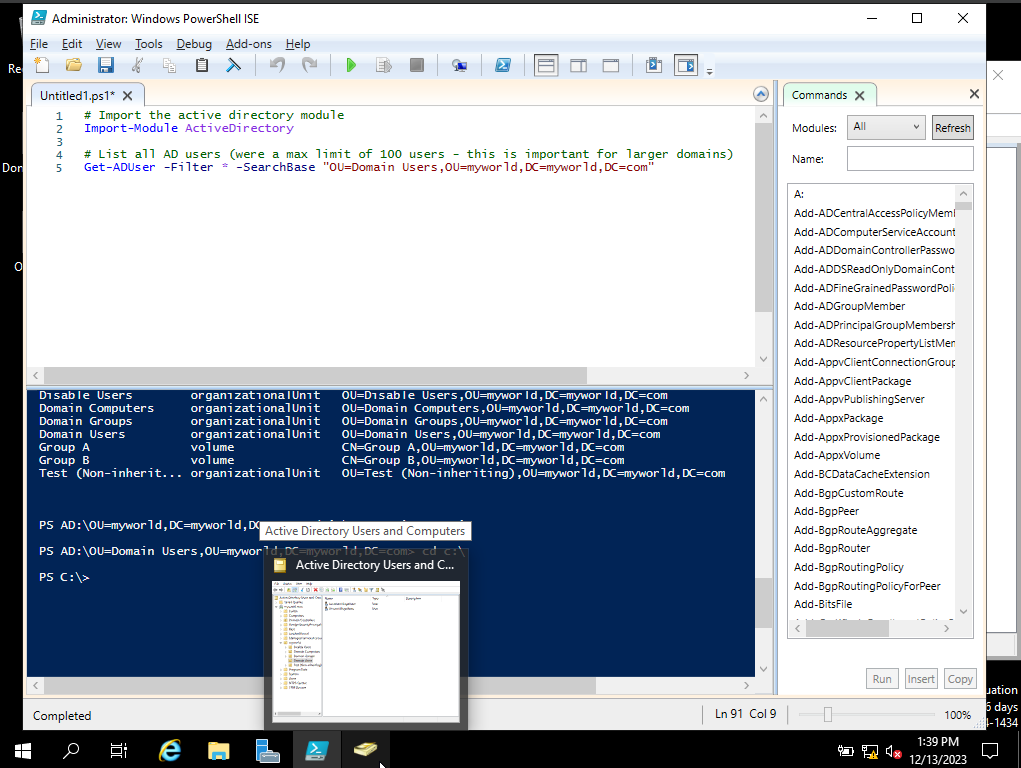 Administrator: Windows PowerShell ISE
File Edit View Tools Debug Add-ons Help
Untitled1.ps1*
1 # Import the active directory module
2 Import-Module ActiveDirectory
3
4 # List all AD users (were a max limit of 100 users - this is important for larger domains)
5 Get-ADUser -Filter * -SearchBase "OU=Domain Users,OU=myworld,DC=myworld,DC=com"
Disable Users organizationalUnit OU=Disable Users,OU=myworld,DC=myworld,DC=com
Domain Computers organizationalUnit OU=Domain Computers,OU=myworld,DC=myworld,DC=com
Domain Groups organizationalUnit OU=Domain Groups,OU=myworld,DC=myworld,DC=com
Domain Users organizationalUnit OU=Domain Users,OU=myworld,DC=myworld,DC=com
Group A volume CN=Group A,OU=myworld,DC=myworld,DC=com
Group B volume CN=Group B,OU=myworld,DC=myworld,DC=com
Test (Non-inherit... organizationalUnit OU=Test (Non-inheriting),OU=myworld,DC=myworld,DC=com
PS AD:\OU=myworld,DC=myworld,DC
Active Directory Users and Computers
PS AD:\OU=Domain Users,OU=myworld,DC=myworld,DC=com> cd c:\
Active Directory Users and C...
PS C:\>
Completed
Ln 91 Col 9
100%
Commands
Modules: All Refresh
Name:
A:
Add-ADCentralAccessPolicyMem
Add-ADComputerServiceAccount
Add-ADDomainControllerPasswo
Add-ADDSReadOnlyDomainCont
Add-ADFineGrainedPasswordPoli
Add-ADGroupMember
Add-ADPrincipalGroupMembersh
Add-ADResourcePropertyListMem
Add-AppvClientConnectionGroup
Add-AppvClientPackage
Add-AppvPublishingServer
Add-AppxPackage
Add-AppxProvisionedPackage
Add-AppxVolume
Add-BCDataCacheExtension
Add-BgpCustomRoute
Add-BgpPeer
Add-BgpRouteAggregate
Add-BgpRouter
Add-BgpRoutingPolicy
Add-BgpRoutingPolicyForPeer
Add-BitsFile
Run Insert Copy
Re
Don
O
uation
6 days
-1434
1:39 PM
12/13/2023